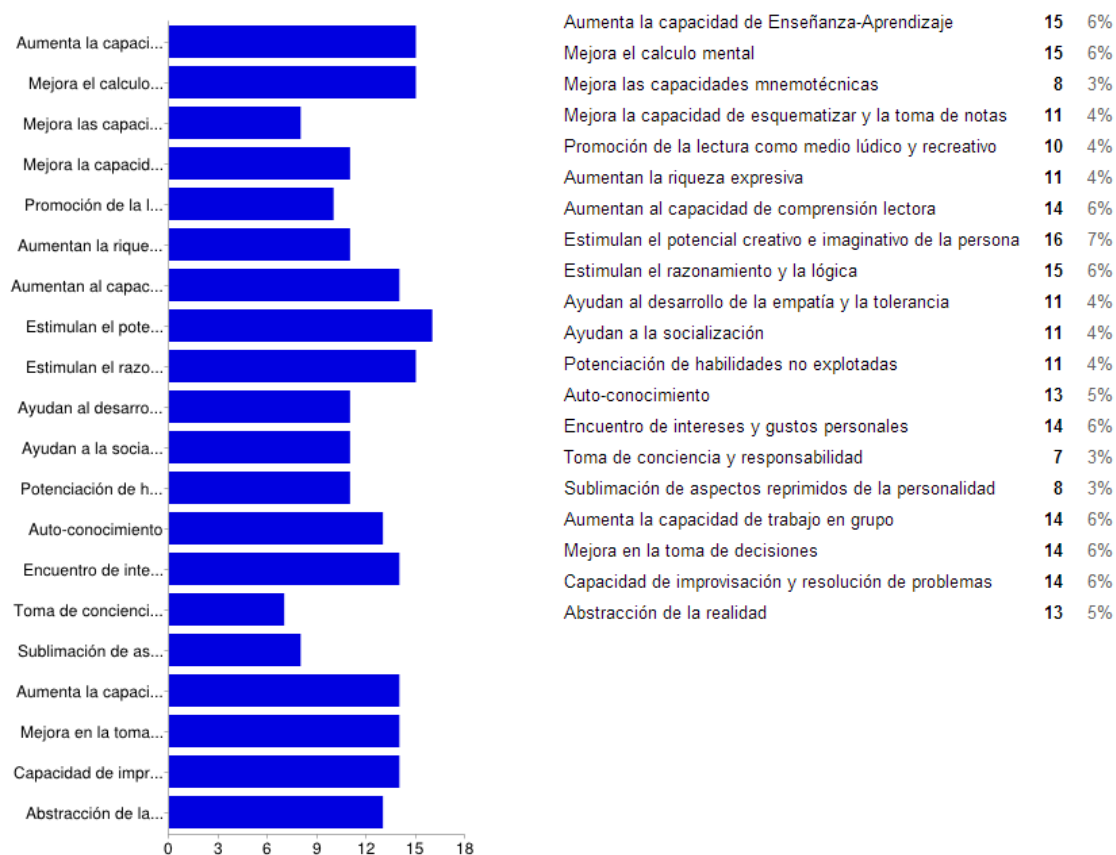 Aumenta la capaci...
Mejora el calculo...
Mejora las capaci...
Mejora la capacid...
Promoción de la l...
Aumentan la rique...
Aumentan al capac...
Estimulan el pote...
Estimulan el razo...
Ayudan al desarro...
Ayudan a la socia...
Potenciación de h...
Auto-conocimiento
Encuentro de inte...
Toma de concienci...
Sublimación de as...
Aumenta la capaci...
Mejora en la toma...
Capacidad de impr...
Abstracción de la...
0 3 6 9 12 15 18
Aumenta la capacidad de Enseñanza-Aprendizaje 15 6%
Mejora el calculo mental 15 6%
Mejora las capacidades mnemotécnicas 8 3%
Mejora la capacidad de esquematizar y la toma de notas 11 4%
Promoción de la lectura como medio lúdico y recreativo 10 4%
Aumentan la riqueza expresiva 11 4%
Aumentan al capacidad de comprensión lectora 14 6%
Estimulan el potencial creativo e imaginativo de la persona 16 7%
Estimulan el razonamiento y la lógica 15 6%
Ayudan al desarrollo de la empatía y la tolerancia 11 4%
Ayudan a la socialización 11 4%
Potenciación de habilidades no explotadas 11 4%
Auto-conocimiento 13 5%
Encuentro de intereses y gustos personales 14 6%
Toma de conciencia y responsabilidad 7 3%
Sublimación de aspectos reprimidos de la personalidad 8 3%
Aumenta la capacidad de trabajo en grupo 14 6%
Mejora en la toma de decisiones 14 6%
Capacidad de improvisación y resolución de problemas 14 6%
Abstracción de la realidad 13 5%